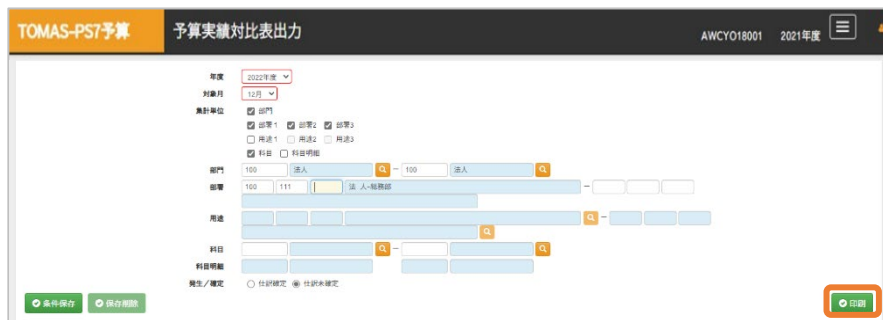 TOMAS-PS7予算 予算実績対比表出力 AWCYO18001 2021年度
年度 2022年度
対象月 12月
集計単位 部門
部署1 部署2 部署3
用途1 用途2 用途3
科目 科目明細
部門 100 法人 － 100 法人
部署 100 111 法 人-総務部 －
用途 －
科目 －
科目明細
発生／確定 仕訳確定 仕訳未確定
条件保存 保存削除 印刷